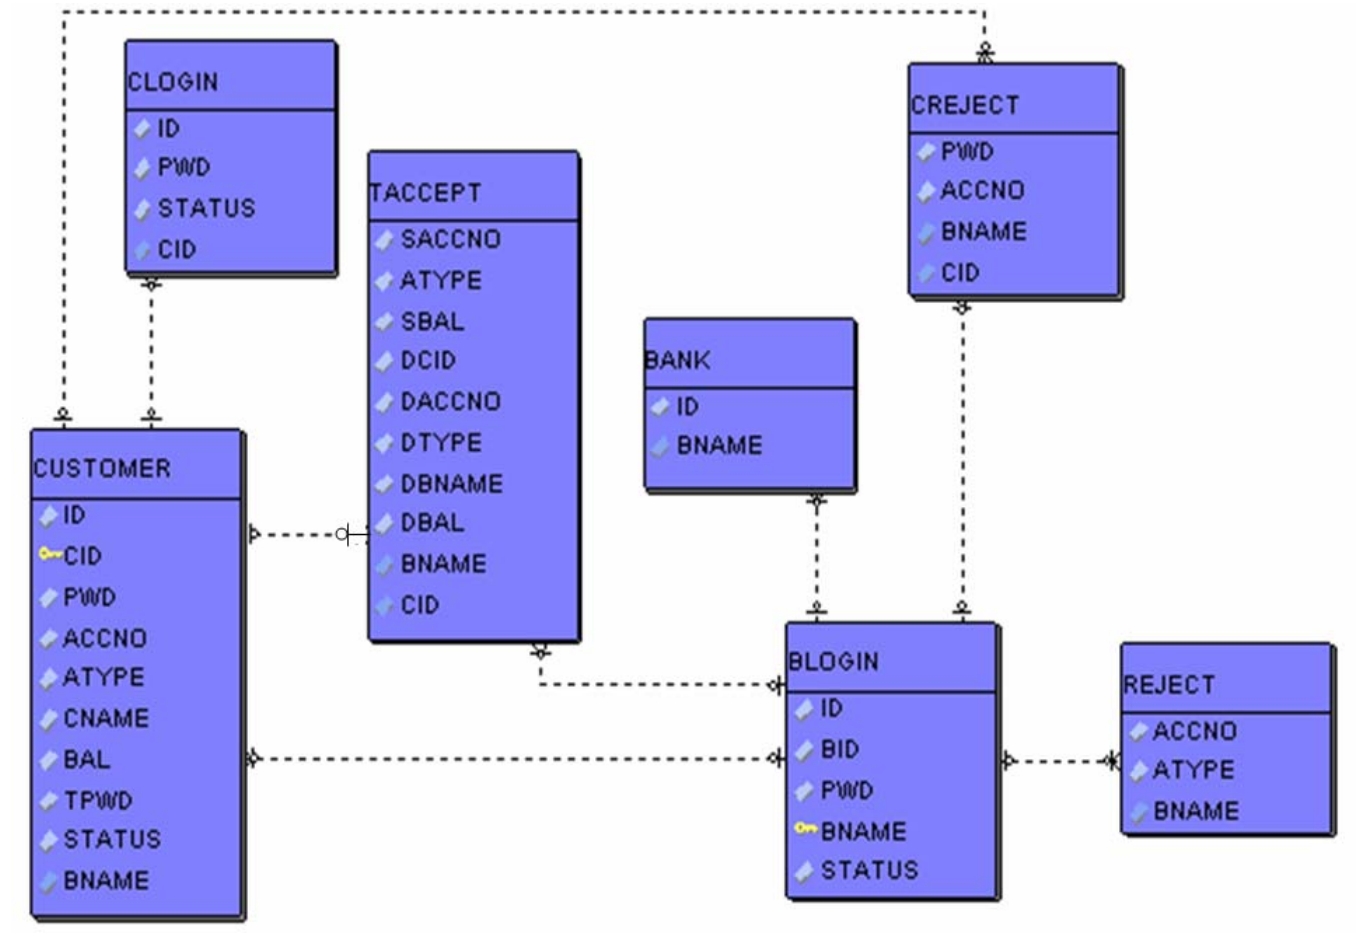 CLOGIN
ID
PWD
STATUS
CID
TACCEPT
SACCNO
ATYPE
SBAL
DCID
DACCNO
DTYPE
DBNAME
DBAL
BNAME
CID
CREJECT
PWD
ACCNO
BNAME
CID
BANK
ID
BNAME
CUSTOMER
ID
CID
PWD
ACCNO
ATYPE
CNAME
BAL
TPWD
STATUS
BNAME
BLOGIN
ID
BID
PWD
BNAME
STATUS
REJECT
ACCNO
ATYPE
BNAME